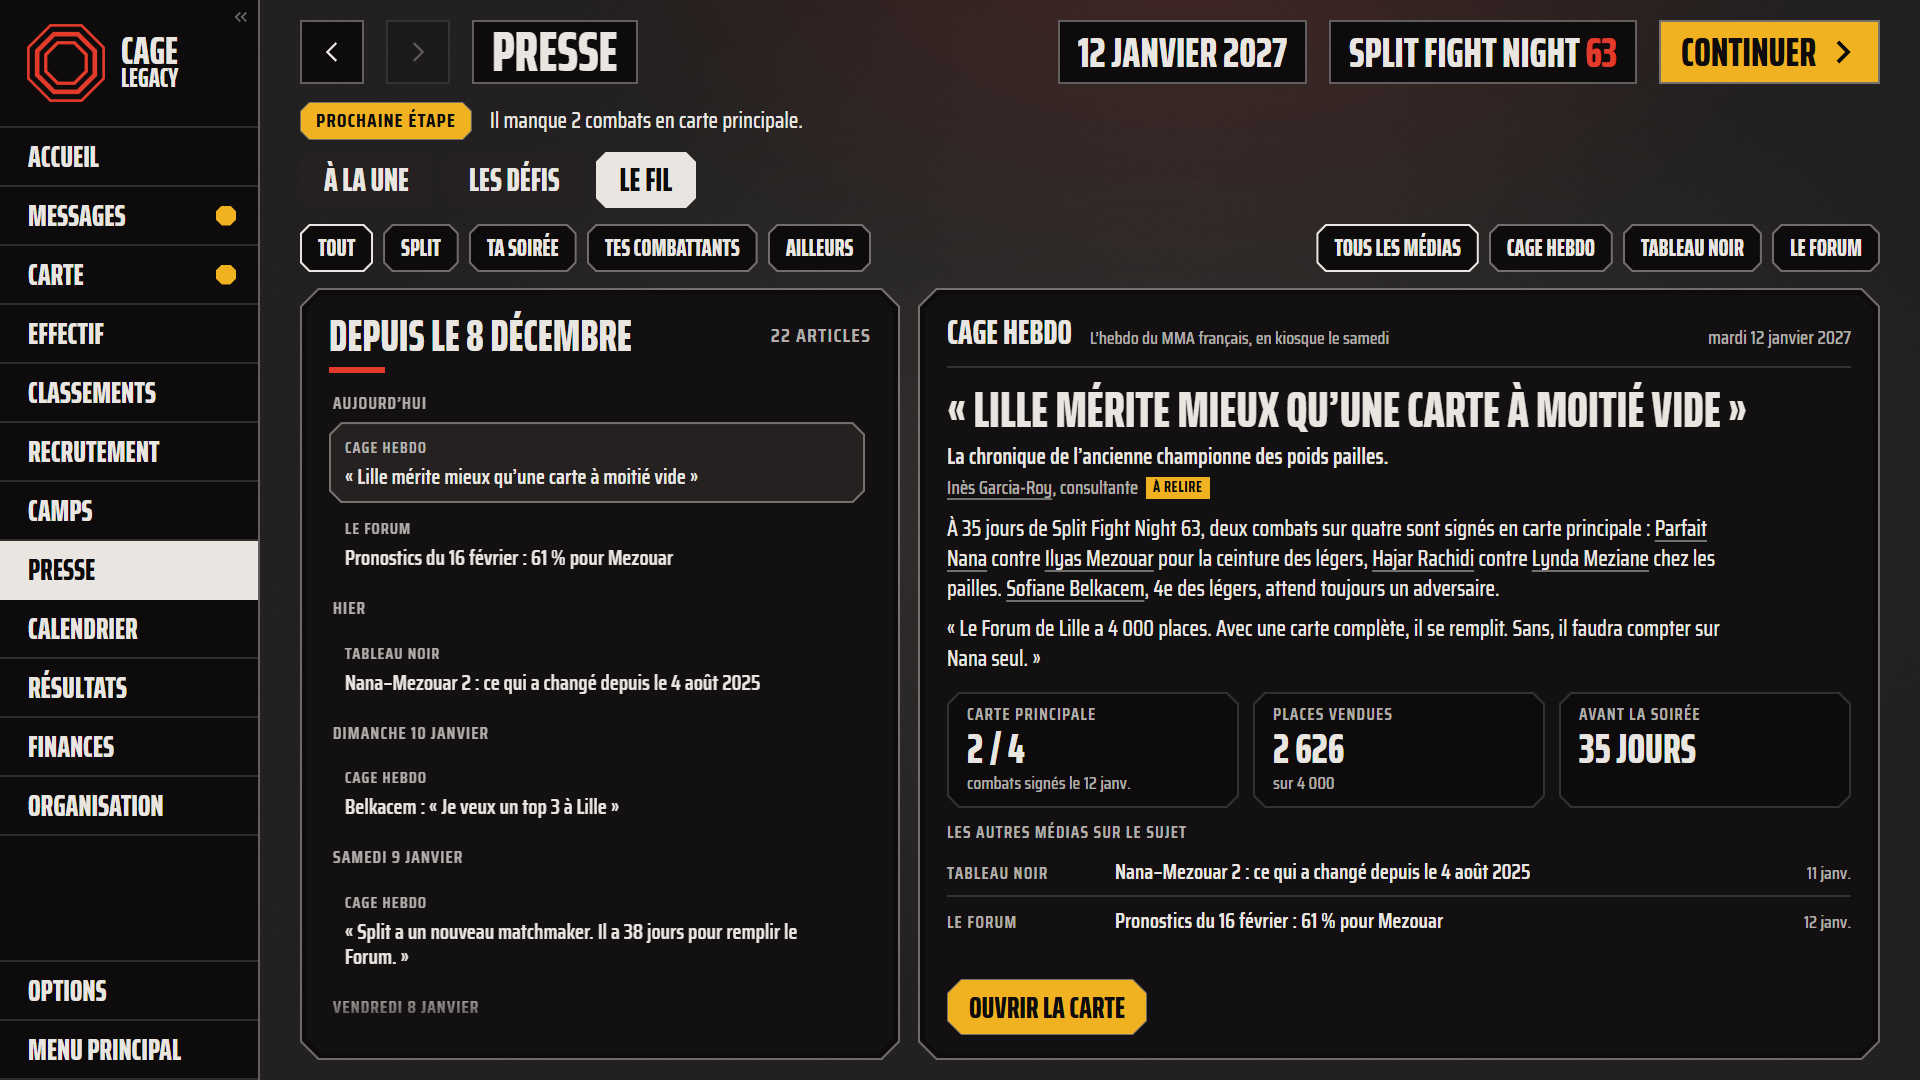 CAGE
LEGACY
ACCUEIL
MESSAGES
CARTE
EFFECTIF
CLASSEMENTS
RECRUTEMENT
CAMPS
PRESSE
CALENDRIER
RÉSULTATS
FINANCES
ORGANISATION
OPTIONS
MENU PRINCIPAL
PRESSE
12 JANVIER 2027
SPLIT FIGHT NIGHT 63
CONTINUER
PROCHAINE ÉTAPE
Il manque 2 combats en carte principale.
À LA UNE
LES DÉFIS
LE FIL
TOUT
SPLIT
TA SOIRÉE
TES COMBATTANTS
AILLEURS
TOUS LES MÉDIAS
CAGE HEBDO
TABLEAU NOIR
LE FORUM
DEPUIS LE 8 DÉCEMBRE
22 ARTICLES
AUJOURD’HUI
CAGE HEBDO
« Lille mérite mieux qu’une carte à moitié vide »
LE FORUM
Pronostics du 16 février : 61 % pour Mezouar
HIER
TABLEAU NOIR
Nana–Mezouar 2 : ce qui a changé depuis le 4 août 2025
DIMANCHE 10 JANVIER
CAGE HEBDO
Belkacem : « Je veux un top 3 à Lille »
SAMEDI 9 JANVIER
CAGE HEBDO
« Split a un nouveau matchmaker. Il a 38 jours pour remplir le
Forum. »
VENDREDI 8 JANVIER
CAGE HEBDO
L’hebdo du MMA français, en kiosque le samedi
mardi 12 janvier 2027
« LILLE MÉRITE MIEUX QU’UNE CARTE À MOITIÉ VIDE »
La chronique de l’ancienne championne des poids pailles.
Inès Garcia-Roy, consultante
À RELIRE
À 35 jours de Split Fight Night 63, deux combats sur quatre sont signés en carte principale : Parfait
Nana contre Ilyas Mezouar pour la ceinture des légers, Hajar Rachidi contre Lynda Meziane chez les
pailles. Sofiane Belkacem, 4e des légers, attend toujours un adversaire.
« Le Forum de Lille a 4 000 places. Avec une carte complète, il se remplit. Sans, il faudra compter sur
Nana seul. »
CARTE PRINCIPALE
2 / 4
combats signés le 12 janv.
PLACES VENDUES
2 626
sur 4 000
AVANT LA SOIRÉE
35 JOURS
LES AUTRES MÉDIAS SUR LE SUJET
TABLEAU NOIR
Nana–Mezouar 2 : ce qui a changé depuis le 4 août 2025
11 janv.
LE FORUM
Pronostics du 16 février : 61 % pour Mezouar
12 janv.
OUVRIR LA CARTE